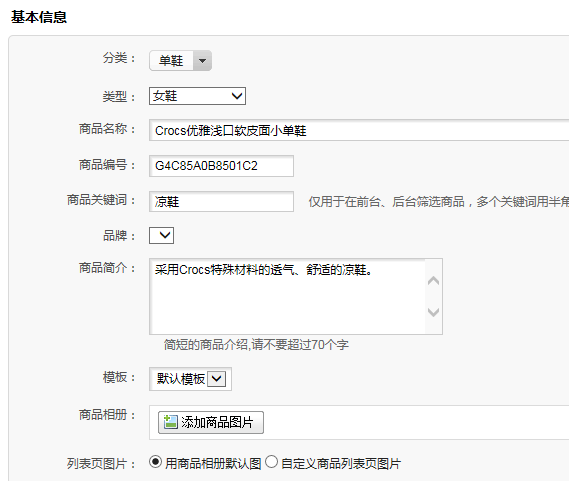 基本信息
分类： 单鞋
类型： 女鞋
商品名称： Crocs优雅浅口软皮面小单鞋
商品编号： G4C85A0B8501C2
商品关键词： 凉鞋 仅用于在前台、后台筛选商品，多个关键词用半角
品牌：
商品简介： 采用Crocs特殊材料的透气、舒适的凉鞋。
简短的商品介绍,请不要超过70个字
模板： 默认模板
商品相册： 添加商品图片
列表页图片： 用商品相册默认图 自定义商品列表页图片